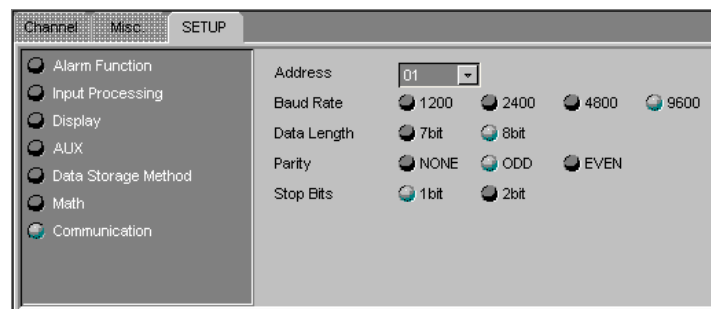 Channel Misc. SETUP
Alarm Function
Input Processing
Display
AUX
Data Storage Method
Math
Communication
Address 01
Baud Rate 1200 2400 4800 9600
Data Length 7bit 8bit
Parity NONE ODD EVEN
Stop Bits 1bit 2bit